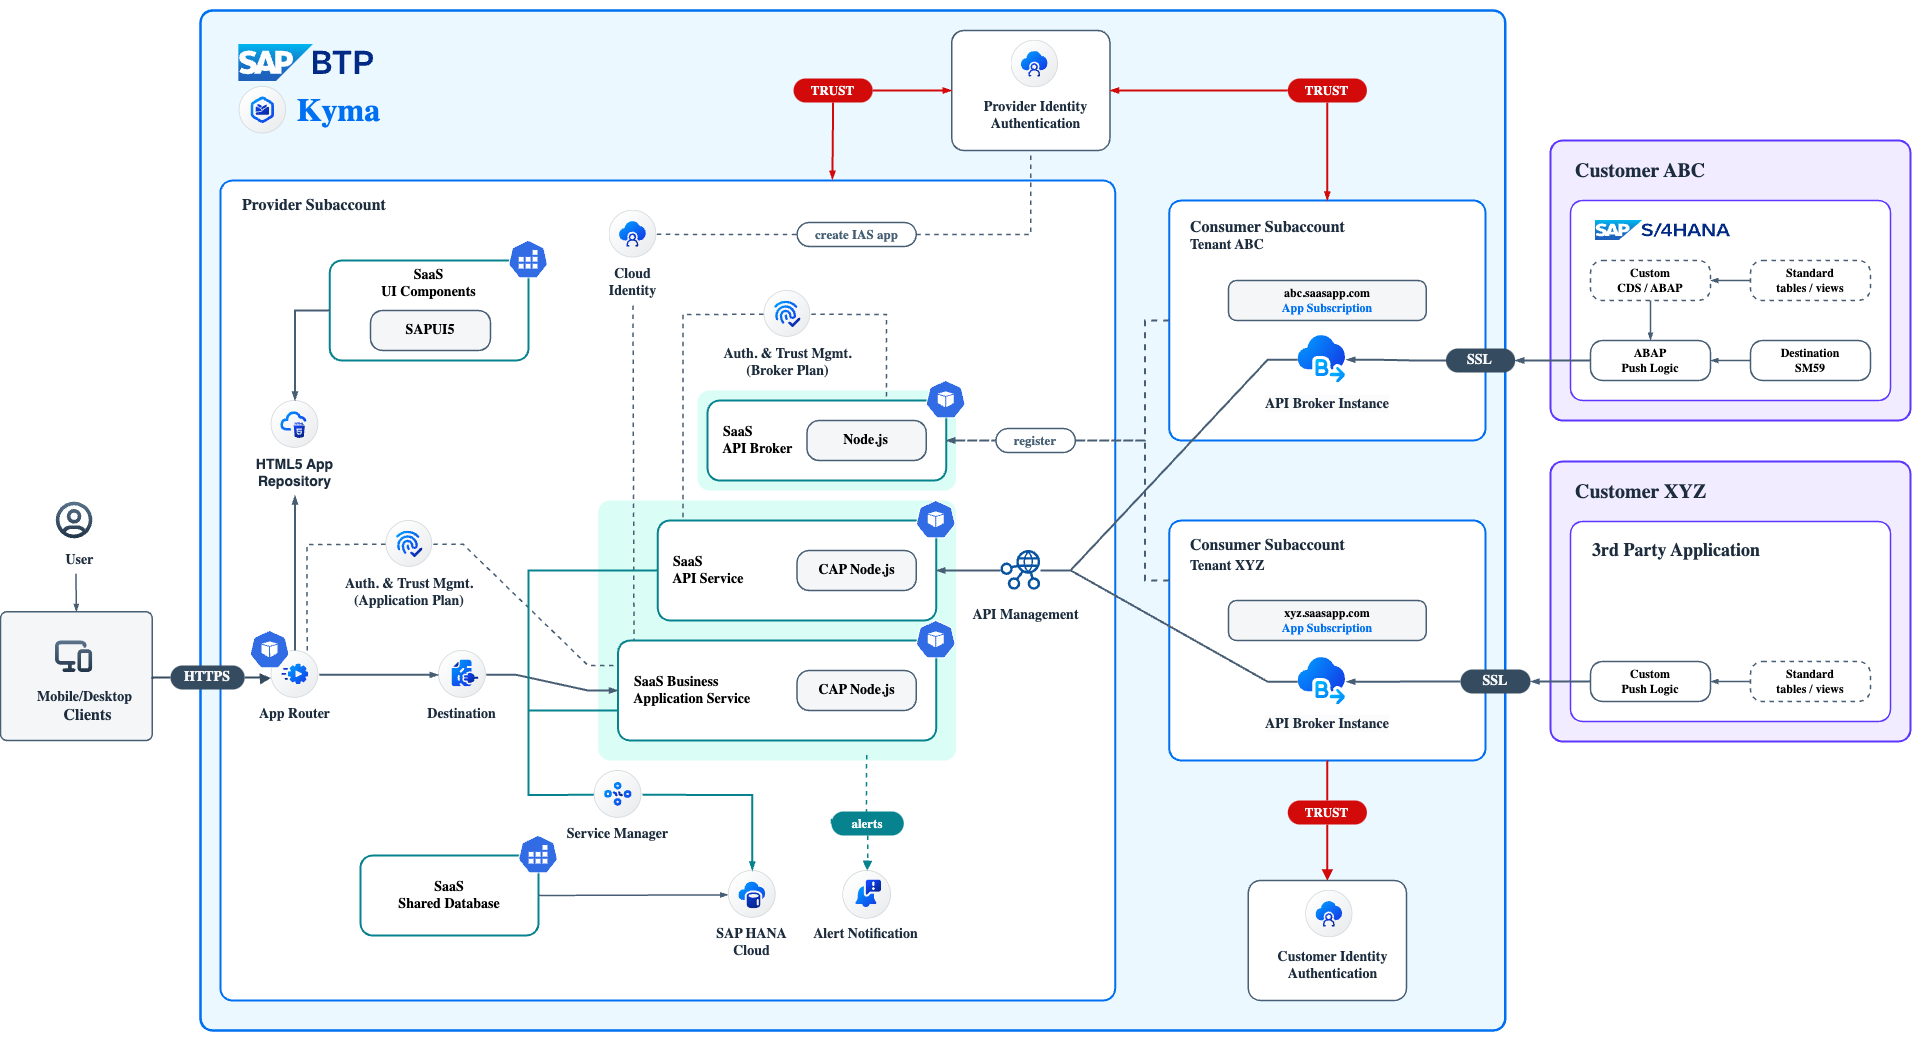 SAP BTP
Kyma
TRUST
Provider Identity
Authentication
TRUST
Provider Subaccount
Cloud
Identity
create IAS app
SaaS
UI Components
SAPUI5
HTML5 App
Repository
Auth. & Trust Mgmt.
(Broker Plan)
SaaS
API Broker
Node.js
register
User
Mobile/Desktop
Clients
HTTPS
App Router
Auth. & Trust Mgmt.
(Application Plan)
Destination
SaaS
API Service
CAP Node.js
SaaS Business
Application Service
CAP Node.js
API Management
Service Manager
SaaS
Shared Database
SAP HANA
Cloud
alerts
Alert Notification
Consumer Subaccount
Tenant ABC
abc.saasapp.com
App Subscription
B
API Broker Instance
SSL
Consumer Subaccount
Tenant XYZ
xyz.saasapp.com
App Subscription
B
API Broker Instance
SSL
TRUST
Customer Identity
Authentication
Customer ABC
SAP S/4HANA
Custom
CDS / ABAP
Standard
tables / views
ABAP
Push Logic
Destination
SM59
Customer XYZ
3rd Party Application
Custom
Push Logic
Standard
tables / views